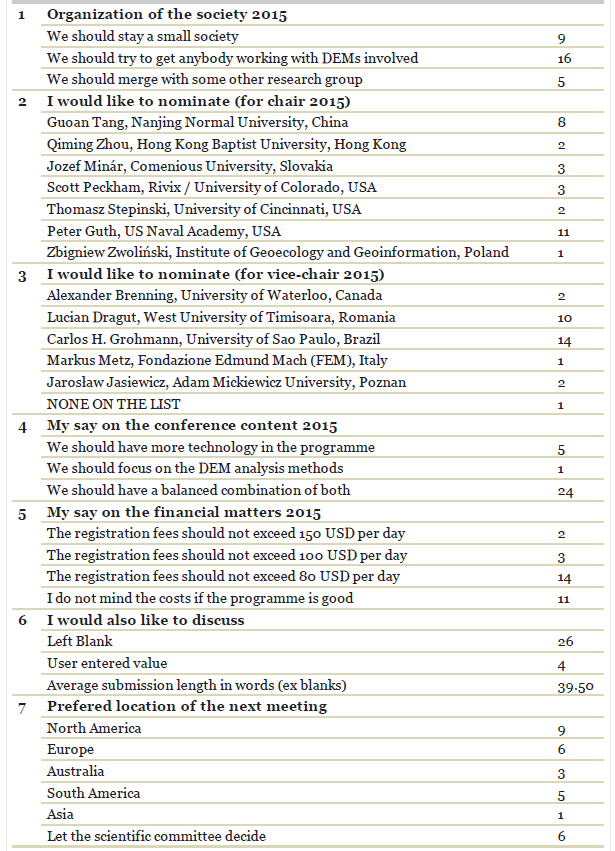 1 Organization of the society 2015
We should stay a small society 9
We should try to get anybody working with DEMs involved 16
We should merge with some other research group 5
2 I would like to nominate (for chair 2015)
Guoan Tang, Nanjing Normal University, China 8
Qiming Zhou, Hong Kong Baptist University, Hong Kong 2
Jozef Minár, Comenious University, Slovakia 3
Scott Peckham, Rivix / University of Colorado, USA 3
Thomasz Stepinski, University of Cincinnati, USA 2
Peter Guth, US Naval Academy, USA 11
Zbigniew Zwoliński, Institute of Geoecology and Geoinformation, Poland 1
3 I would like to nominate (for vice-chair 2015)
Alexander Brenning, University of Waterloo, Canada 2
Lucian Dragut, West University of Timisoara, Romania 10
Carlos H. Grohmann, University of Sao Paulo, Brazil 14
Markus Metz, Fondazione Edmund Mach (FEM), Italy 1
Jarosław Jasiewicz, Adam Mickiewicz University, Poznan 2
NONE ON THE LIST 1
4 My say on the conference content 2015
We should have more technology in the programme 5
We should focus on the DEM analysis methods 1
We should have a balanced combination of both 24
5 My say on the financial matters 2015
The registration fees should not exceed 150 USD per day 2
The registration fees should not exceed 100 USD per day 3
The registration fees should not exceed 80 USD per day 14
I do not mind the costs if the programme is good 11
6 I would also like to discuss
Left Blank 26
User entered value 4
Average submission length in words (ex blanks) 39.50
7 Prefered location of the next meeting
North America 9
Europe 6
Australia 3
South America 5
Asia 1
Let the scientific committee decide 6